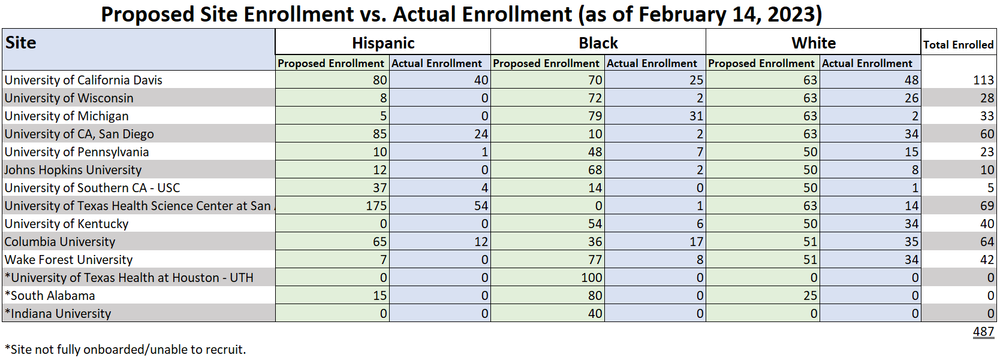 Proposed Site Enrollment vs. Actual Enrollment (as of February 14, 2023)
Site Hispanic Black White Total Enrolled
Proposed Enrollment Actual Enrollment Proposed Enrollment Actual Enrollment Proposed Enrollment Actual Enrollment
University of California Davis 80 40 70 25 63 48 113
University of Wisconsin 8 0 72 2 63 26 28
University of Michigan 5 0 79 31 63 2 33
University of CA, San Diego 85 24 10 2 63 34 60
University of Pennsylvania 10 1 48 7 50 15 23
Johns Hopkins University 12 0 68 2 50 8 10
University of Southern CA - USC 37 4 14 0 50 1 5
University of Texas Health Science Center at San 175 54 0 1 63 14 69
University of Kentucky 0 0 54 6 50 34 40
Columbia University 65 12 36 17 51 35 64
Wake Forest University 7 0 77 8 51 34 42
*University of Texas Health at Houston - UTH 0 0 100 0 0 0 0
*South Alabama 15 0 80 0 25 0 0
*Indiana University 0 0 40 0 0 0 0
487
*Site not fully onboarded/unable to recruit.